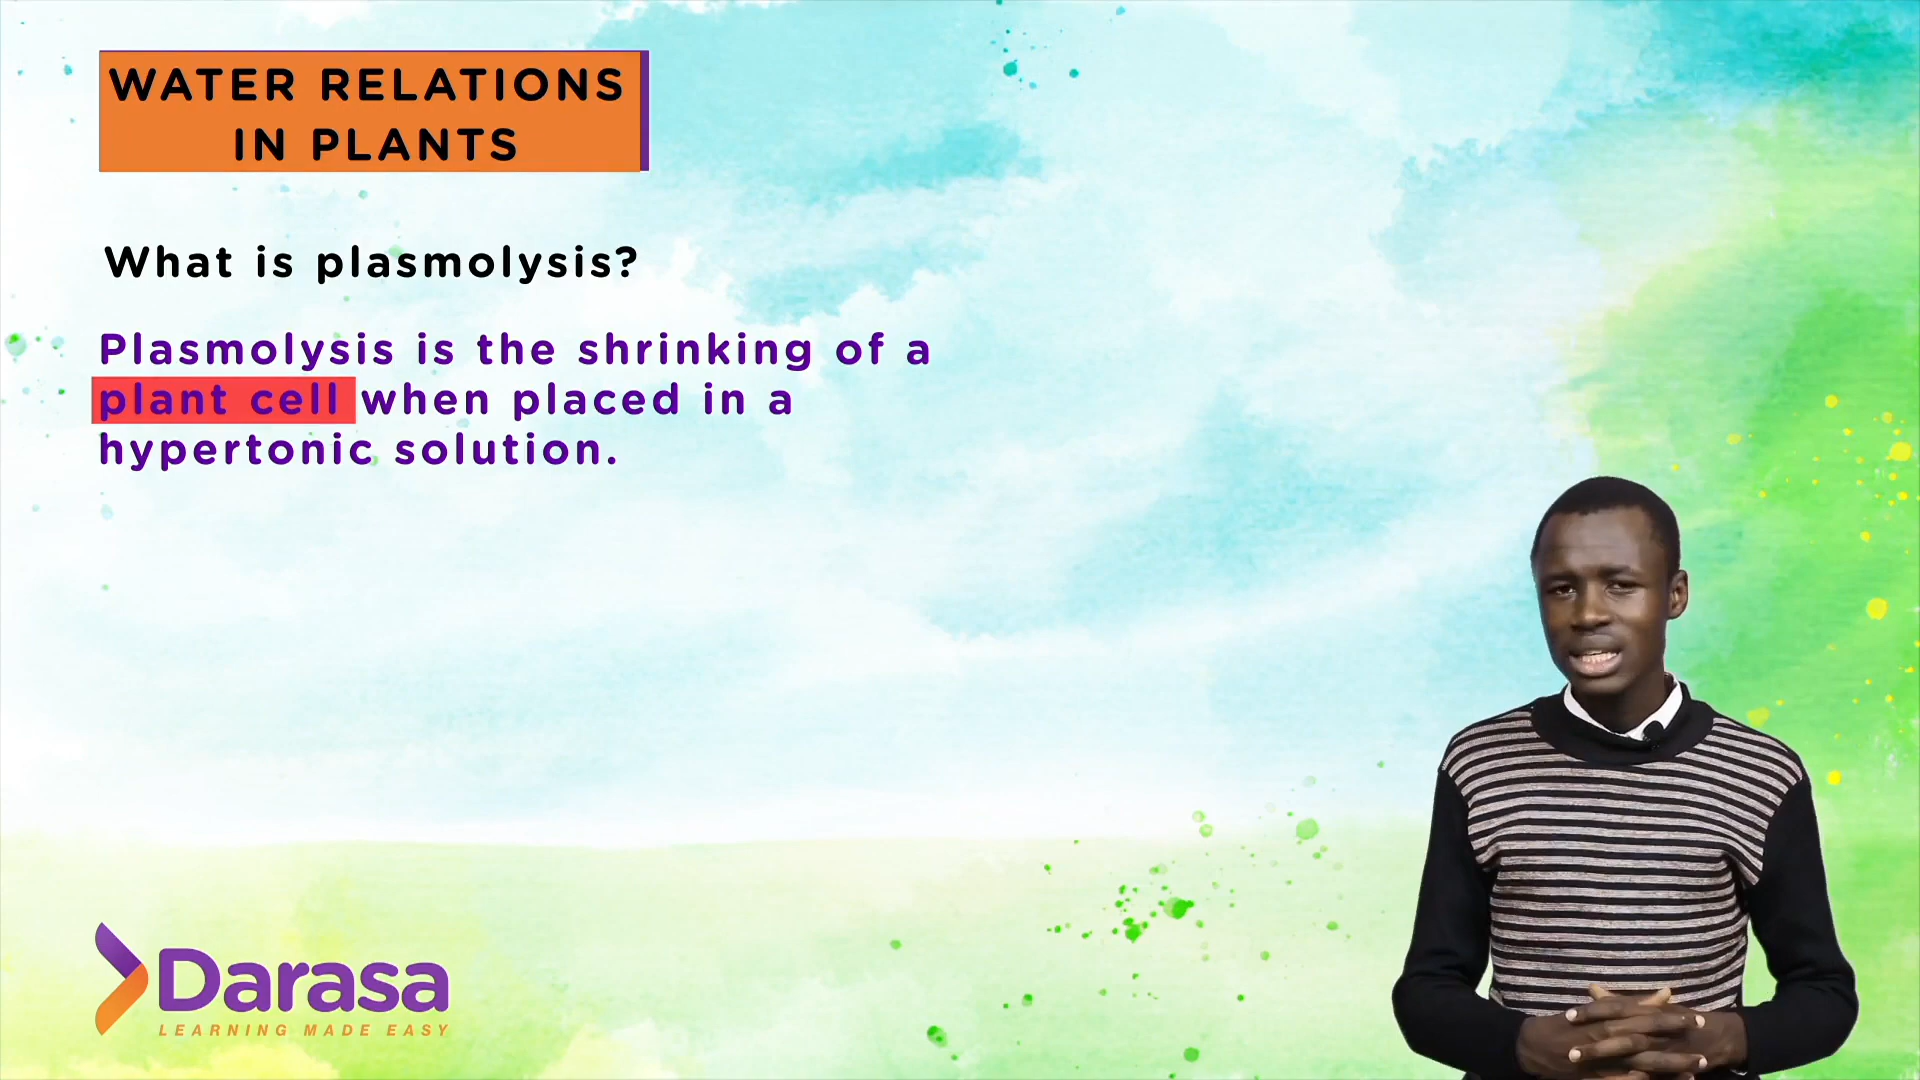 WATER RELATIONS
IN PLANTS
What is plasmolysis?
Plasmolysis is the shrinking of a
plant cell when placed in a
hypertonic solution.
Darasa
LEARNING MADE EASY